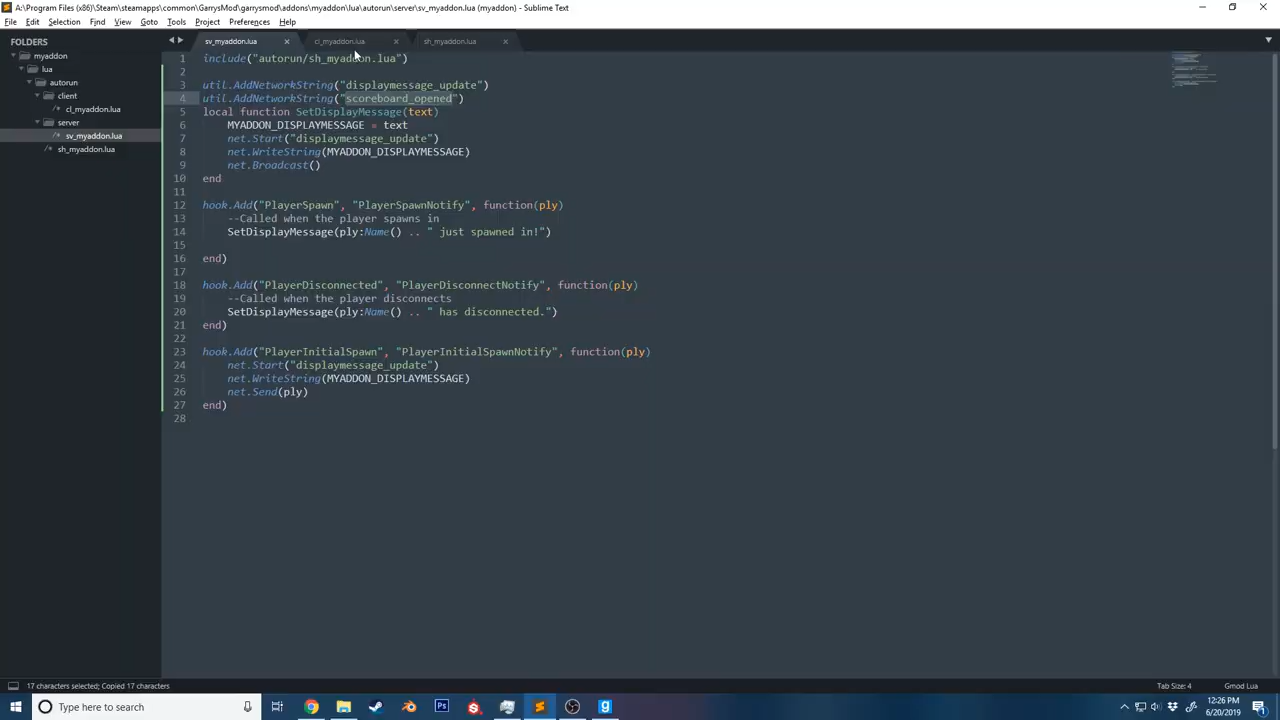 A:\Program Files (x86)\Steam\steamapps\common\GarrysMod\garrysmod\addons\myaddon\lua\autorun\server\sv_myaddon.lua (myaddon) - Sublime Text
File Edit Selection Find View Goto Tools Project Preferences Help
FOLDERS
myaddon
lua
autorun
client
cl_myaddon.lua
server
sv_myaddon.lua
sh_myaddon.lua
sv_myaddon.lua cl_myaddon.lua sh_myaddon.lua
1 include("autorun/sh_myaddon.lua")
2
3 util.AddNetworkString("displaymessage_update")
4 util.AddNetworkString("scoreboard_opened")
5 local function SetDisplayMessage(text)
6 MYADDON_DISPLAYMESSAGE = text
7 net.Start("displaymessage_update")
8 net.WriteString(MYADDON_DISPLAYMESSAGE)
9 net.Broadcast()
10 end
11
12 hook.Add("PlayerSpawn", "PlayerSpawnNotify", function(ply)
13 --Called when the player spawns in
14 SetDisplayMessage(ply:Name() .. " just spawned in!")
15
16 end)
17
18 hook.Add("PlayerDisconnected", "PlayerDisconnectNotify", function(ply)
19 --Called when the player disconnects
20 SetDisplayMessage(ply:Name() .. " has disconnected.")
21 end)
22
23 hook.Add("PlayerInitialSpawn", "PlayerInitialSpawnNotify", function(ply)
24 net.Start("displaymessage_update")
25 net.WriteString(MYADDON_DISPLAYMESSAGE)
26 net.Send(ply)
27 end)
28
17 characters selected; Copied 17 characters Tab Size: 4 Gmod Lua
Type here to search
12:26 PM
6/20/2019